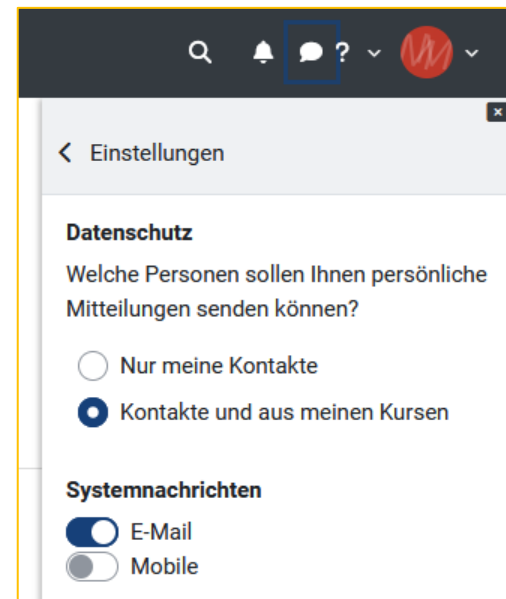 ?
Einstellungen
Datenschutz
Welche Personen sollen Ihnen persönliche
Mitteilungen senden können?
Nur meine Kontakte
Kontakte und aus meinen Kursen
Systemnachrichten
E-Mail
Mobile